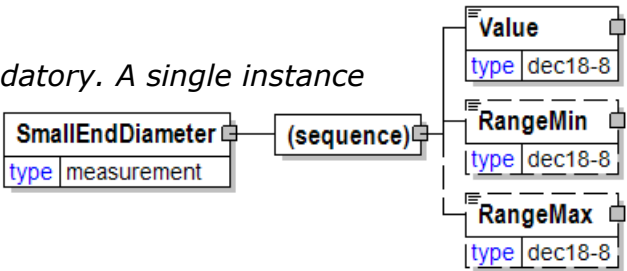 datory. A single instance
SmallEndDiameter
type measurement
(sequence)
Value
type dec18-8
RangeMin
type dec18-8
RangeMax
type dec18-8